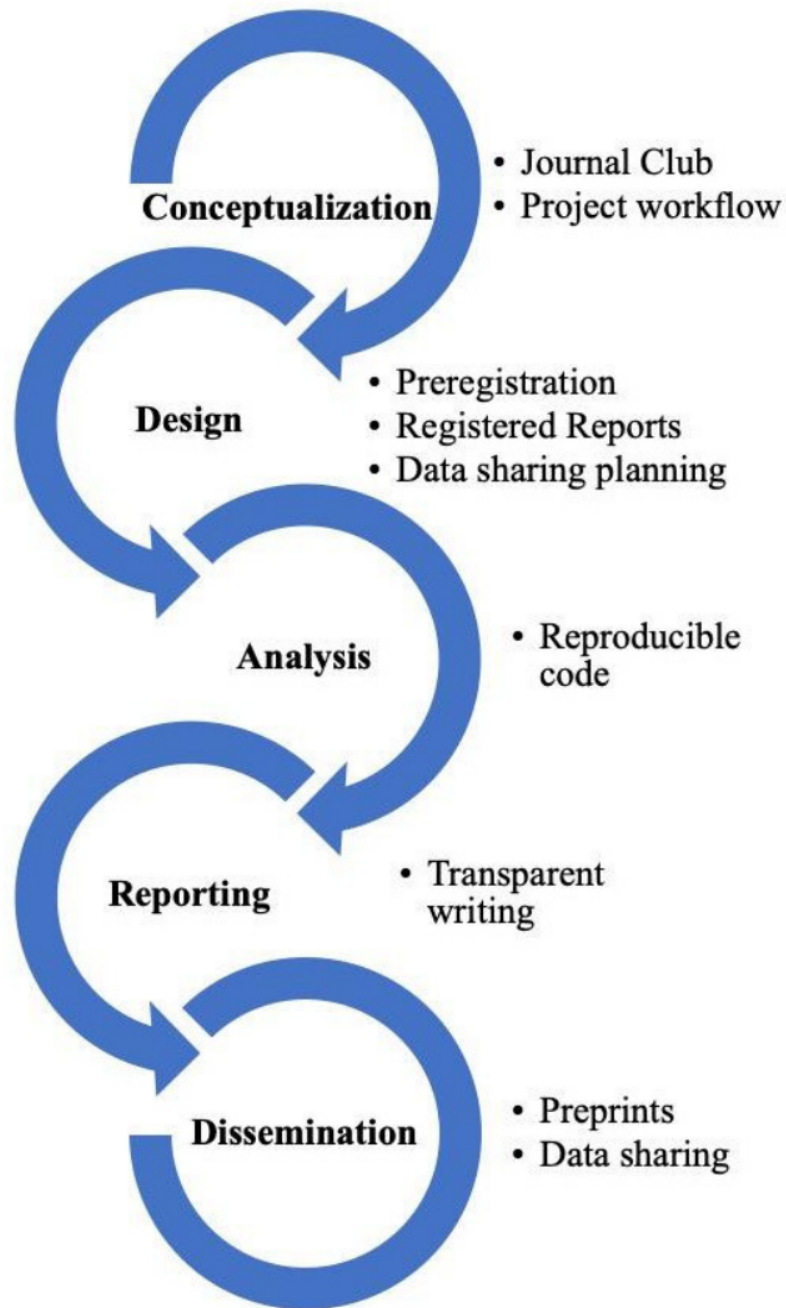 Conceptualization
• Journal Club
• Project workflow
Design
• Preregistration
• Registered Reports
• Data sharing planning
Analysis
• Reproducible
code
Reporting
• Transparent
writing
Dissemination
• Preprints
• Data sharing